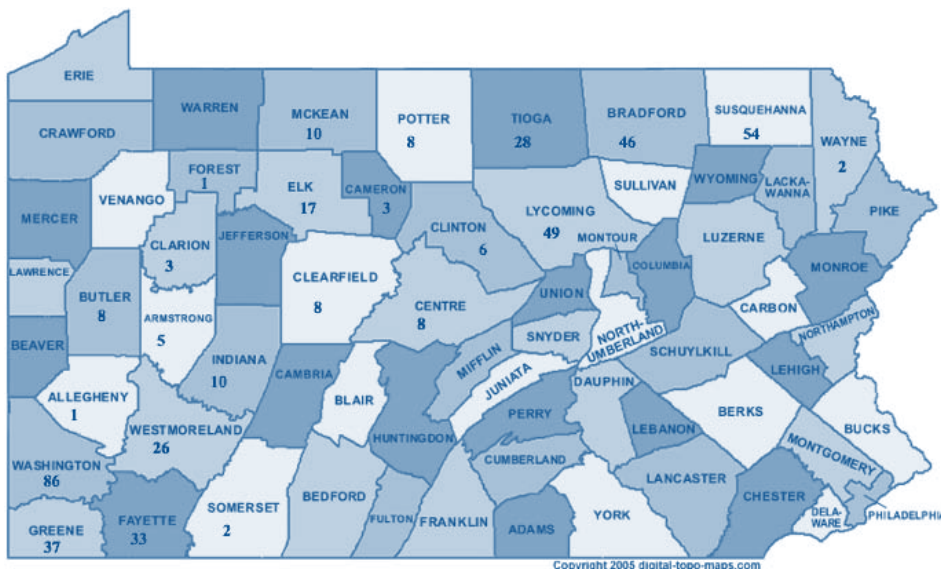 ERIE
CRAWFORD
WARREN
MCKEAN
10
POTTER
8
TIOGA
28
BRADFORD
46
SUSQUEHANNA
54
WAYNE
2
FOREST
1
ELK
17
CAMERON
3
VENANGO
MERCER
CLARION
3
JEFFERSON
CLINTON
6
LYCOMING
49
SULLIVAN
WYOMING
LACKA-
WANNA
PIKE
LAWRENCE
BUTLER
8
ARMSTRONG
5
CLEARFIELD
8
CENTRE
8
UNION
MONTOUR
COLUMBIA
LUZERNE
MONROE
CARBON
BEAVER
INDIANA
10
SNYDER
NORTH-
UMBERLAND
NORTHAMPTON
ALLEGHENY
1
CAMBRIA
BLAIR
MIFFLIN
JUNIATA
SCHUYLKILL
LEHIGH
WESTMORELAND
26
HUNTINGDON
PERRY
DAUPHIN
LEBANON
BERKS
BUCKS
WASHINGTON
86
CUMBERLAND
LANCASTER
MONTGOMERY
GREENE
37
FAYETTE
33
SOMERSET
2
BEDFORD
FULTON
FRANKLIN
ADAMS
YORK
CHESTER
DELA-
WARE
PHILADELPHIA
Copyright 2005 digital-topo-maps.com